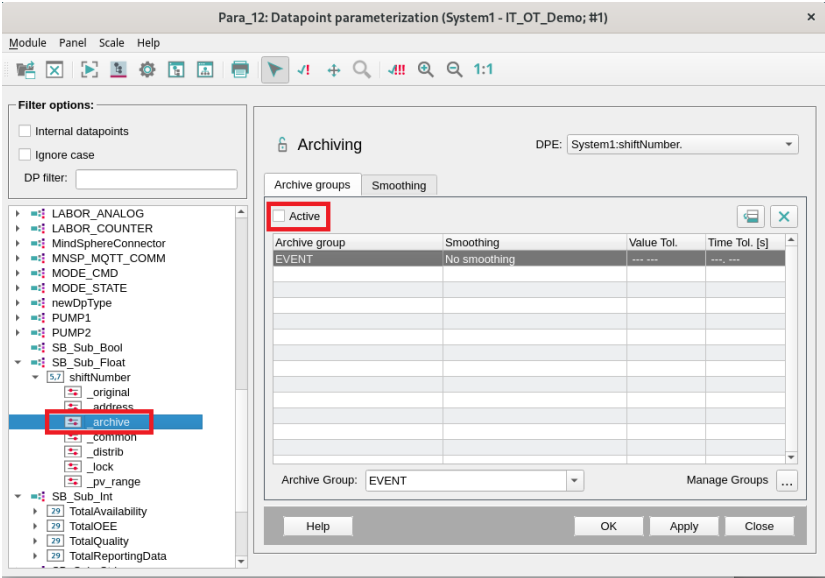 Para_12: Datapoint parameterization (System1 - IT_OT_Demo; #1)
Module Panel Scale Help
1:1
Filter options:
Internal datapoints
Ignore case
DP filter:
LABOR_ANALOG
LABOR_COUNTER
MindSphereConnector
MNSP_MQTT_COMM
MODE_CMD
MODE_STATE
newDpType
PUMP1
PUMP2
SB_Sub_Bool
SB_Sub_Float
5,7 shiftNumber
_original
_address
_archive
_common
_distrib
_lock
_pv_range
SB_Sub_Int
29 TotalAvailability
29 TotalOEE
29 TotalQuality
29 TotalReportingData
Archiving
DPE: System1:shiftNumber.
Archive groups Smoothing
Active
Archive group Smoothing Value Tol. Time Tol. [s]
EVENT No smoothing --- --- ---, ---
Archive Group: EVENT Manage Groups ...
Help OK Apply Close